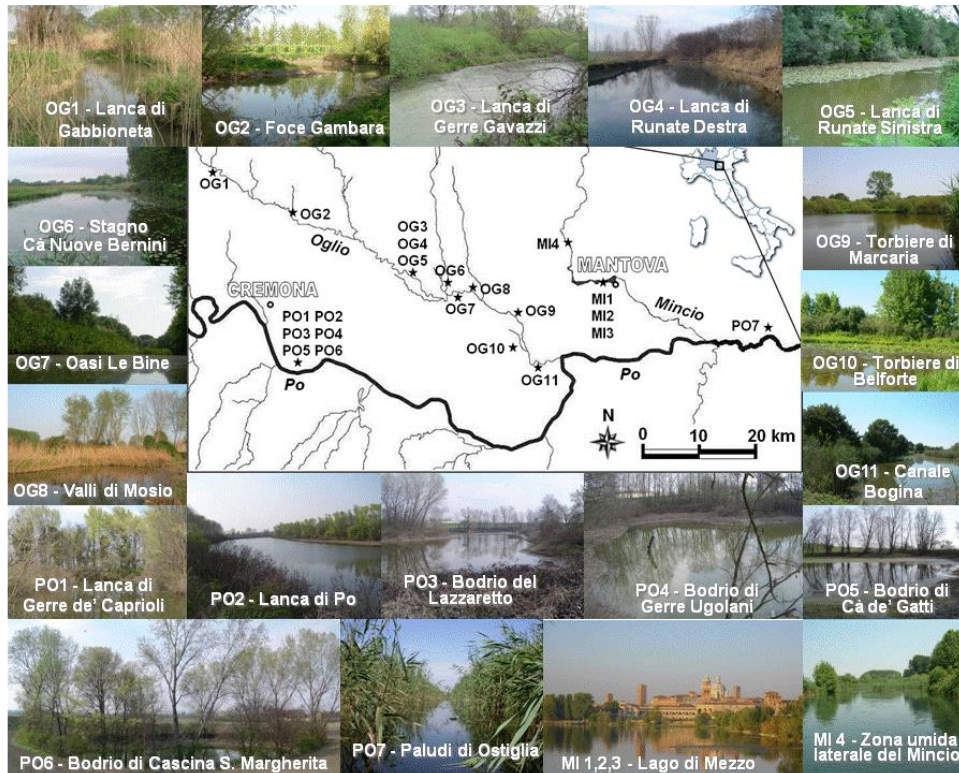 OG1 - Lanca di
Gabbioneta
OG2 - Foce Gambara
OG3 - Lanca di
Gerre Gavazzi
OG4 - Lanca di
Runate Destra
OG5 - Lanca di
Runate Sinistra
OG6 - Stagno
Cà Nuove Bernini
OG7 - Oasi Le Bine
OG8 - Valli di Mosio
OG1
OG2
Oglio
OG3
OG4
OG5
OG6
OG7
OG8
OG9
OG10
OG11
MI4
MANTOVA
MI1
MI2
MI3
Mincio
PO7
CREMONA
PO1 PO2
PO3 PO4
PO5 PO6
Po
Po
N
0 10 20 km
OG9 - Torbiere di
Marcaria
OG10 - Torbiere di
Belforte
OG11 - Canale
Bogina
PO1 - Lanca di
Gerre de' Caprioli
PO2 - Lanca di Po
PO3 - Bodrio del
Lazzaretto
PO4 - Bodrio di
Gerre Ugolani
PO5 - Bodrio di
Cà de' Gatti
PO6 - Bodrio di Cascina S. Margherita
PO7 - Paludi di Ostiglia
MI 1,2,3 - Lago di Mezzo
MI 4 - Zona umida
laterale del Mincio